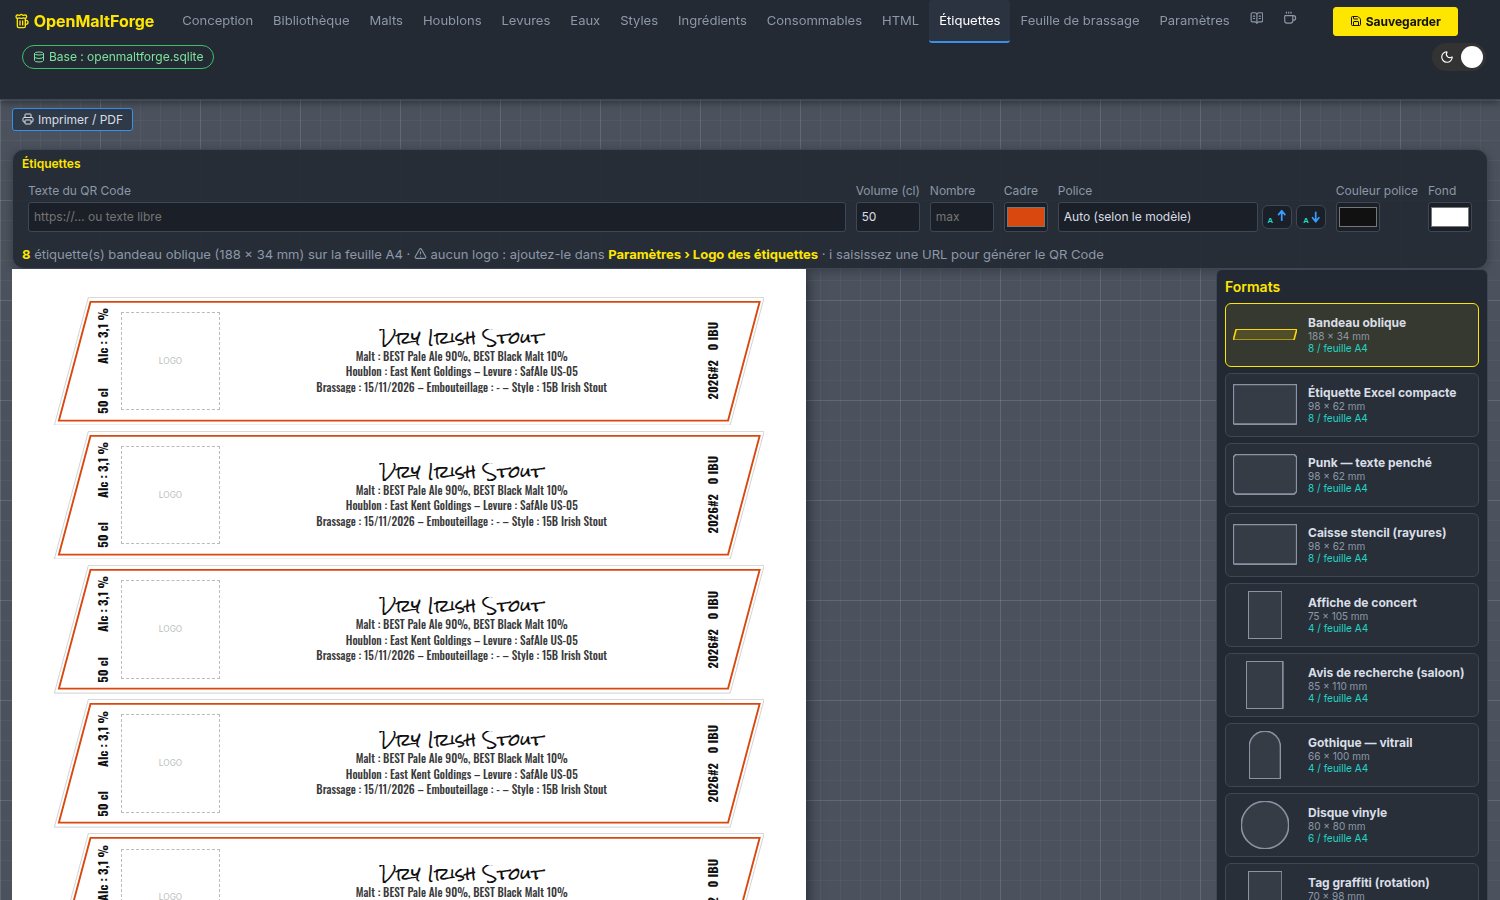 OpenMaltForge
Conception
Bibliothèque
Malts
Houblons
Levures
Eaux
Styles
Ingrédients
Consommables
HTML
Étiquettes
Feuille de brassage
Paramètres
Sauvegarder
Base : openmaltforge.sqlite
Imprimer / PDF
Étiquettes
Texte du QR Code
Volume (cl)
Nombre
Cadre
Police
Couleur police
Fond
https://... ou texte libre
50
max
Auto (selon le modèle)
A
A
8 étiquette(s) bandeau oblique (188 × 34 mm) sur la feuille A4 · ⚠ aucun logo : ajoutez-le dans Paramètres › Logo des étiquettes · i saisissez une URL pour générer le QR Code
50 cl Alc : 3,1 %
LOGO
Dry Irish Stout
Malt : BEST Pale Ale 90%, BEST Black Malt 10%
Houblon : East Kent Goldings – Levure : SafAle US-05
Brassage : 15/11/2026 – Embouteillage : - – Style : 15B Irish Stout
2026#2 0 IBU
50 cl Alc : 3,1 %
LOGO
Dry Irish Stout
Malt : BEST Pale Ale 90%, BEST Black Malt 10%
Houblon : East Kent Goldings – Levure : SafAle US-05
Brassage : 15/11/2026 – Embouteillage : - – Style : 15B Irish Stout
2026#2 0 IBU
50 cl Alc : 3,1 %
LOGO
Dry Irish Stout
Malt : BEST Pale Ale 90%, BEST Black Malt 10%
Houblon : East Kent Goldings – Levure : SafAle US-05
Brassage : 15/11/2026 – Embouteillage : - – Style : 15B Irish Stout
2026#2 0 IBU
50 cl Alc : 3,1 %
LOGO
Dry Irish Stout
Malt : BEST Pale Ale 90%, BEST Black Malt 10%
Houblon : East Kent Goldings – Levure : SafAle US-05
Brassage : 15/11/2026 – Embouteillage : - – Style : 15B Irish Stout
2026#2 0 IBU
Alc : 3,1 %
LOGO
Dry Irish Stout
Malt : BEST Pale Ale 90%, BEST Black Malt 10%
0 IBU
Formats
Bandeau oblique
188 × 34 mm
8 / feuille A4
Étiquette Excel compacte
98 × 62 mm
8 / feuille A4
Punk — texte penché
98 × 62 mm
8 / feuille A4
Caisse stencil (rayures)
98 × 62 mm
8 / feuille A4
Affiche de concert
75 × 105 mm
4 / feuille A4
Avis de recherche (saloon)
85 × 110 mm
4 / feuille A4
Gothique — vitrail
66 × 100 mm
4 / feuille A4
Disque vinyle
80 × 80 mm
6 / feuille A4
Tag graffiti (rotation)
70 × 98 mm